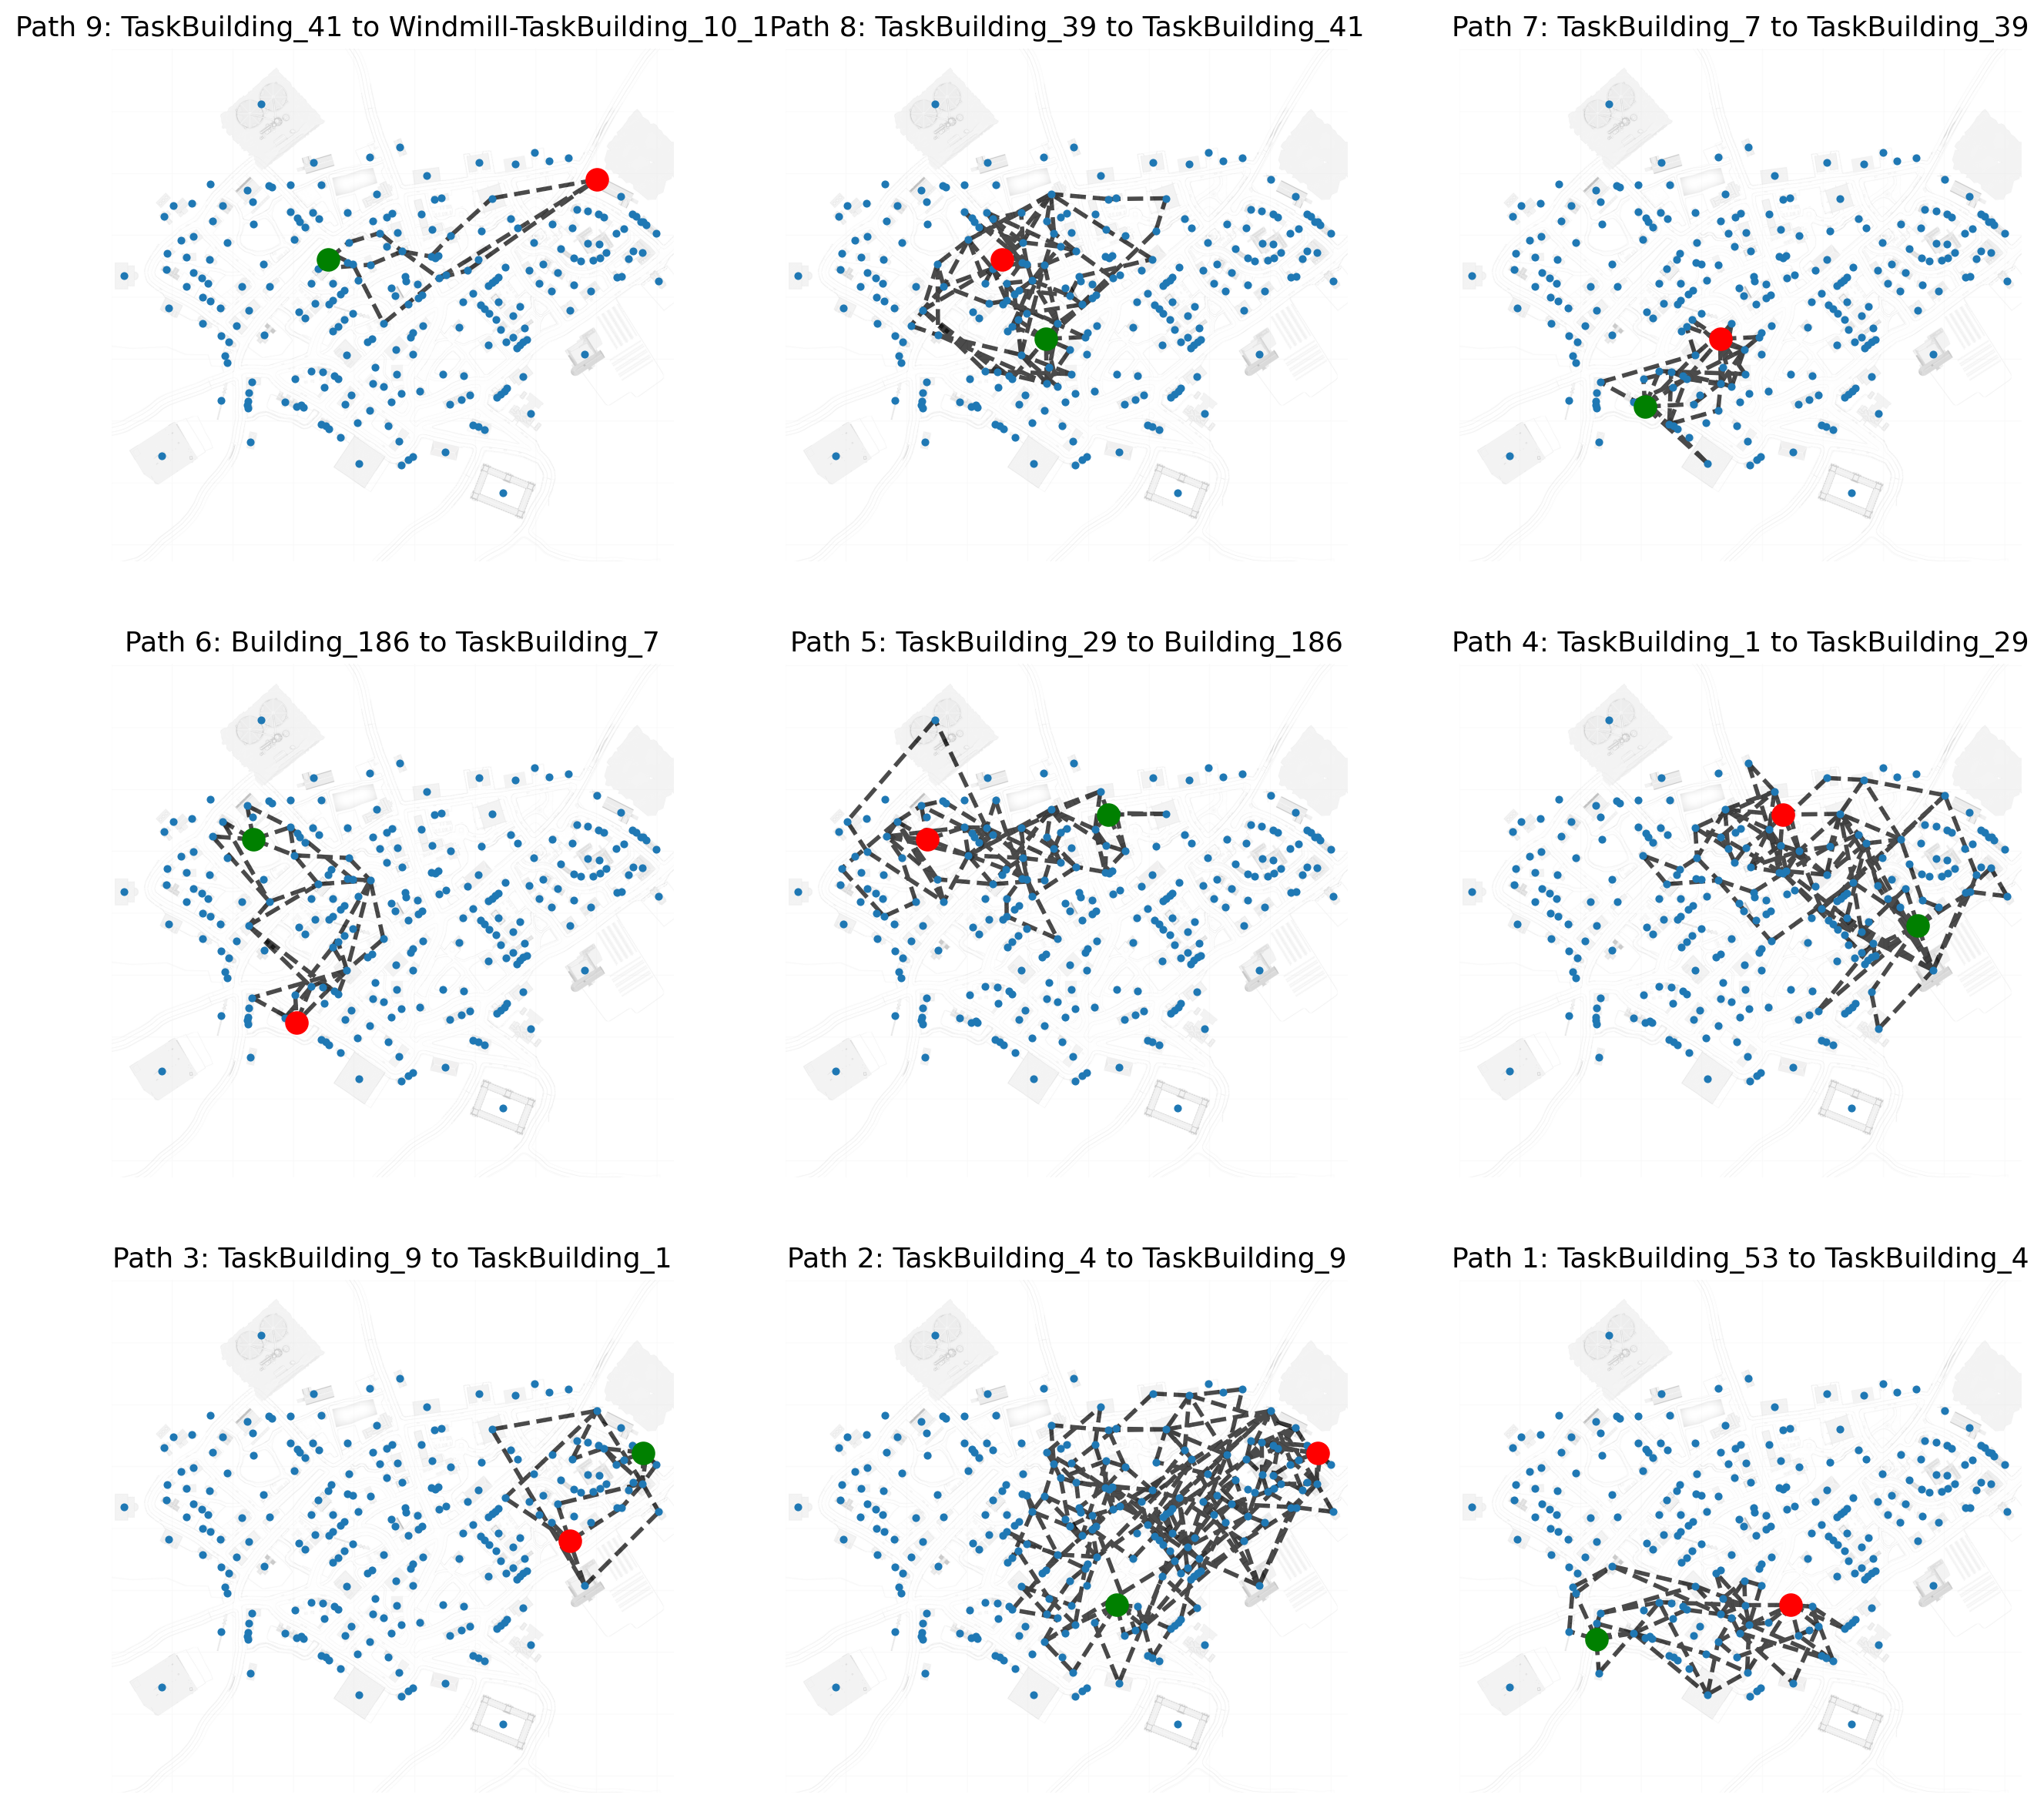 Path 9: TaskBuilding_41 to Windmill-TaskBuilding_10_1
Path 8: TaskBuilding_39 to TaskBuilding_41
Path 7: TaskBuilding_7 to TaskBuilding_39
Path 6: Building_186 to TaskBuilding_7
Path 5: TaskBuilding_29 to Building_186
Path 4: TaskBuilding_1 to TaskBuilding_29
Path 3: TaskBuilding_9 to TaskBuilding_1
Path 2: TaskBuilding_4 to TaskBuilding_9
Path 1: TaskBuilding_53 to TaskBuilding_4